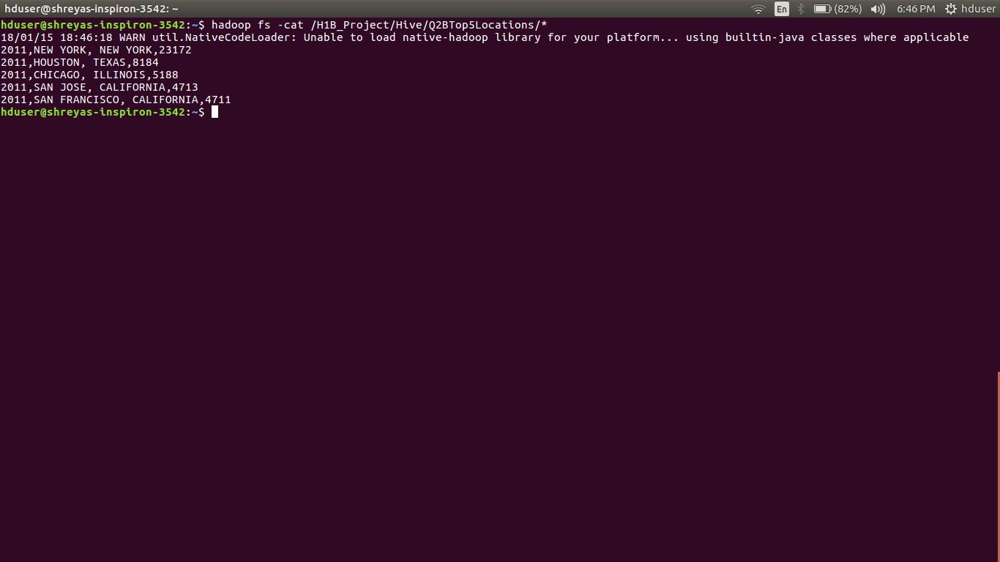 hduser@shreyas-inspiron-3542: ~ En (82%) 6:46 PM hduser
hduser@shreyas-inspiron-3542:~$ hadoop fs -cat /H1B_Project/Hive/Q2BTop5Locations/*
18/01/15 18:46:18 WARN util.NativeCodeLoader: Unable to load native-hadoop library for your platform... using builtin-java classes where applicable
2011,NEW YORK, NEW YORK,23172
2011,HOUSTON, TEXAS,8184
2011,CHICAGO, ILLINOIS,5188
2011,SAN JOSE, CALIFORNIA,4713
2011,SAN FRANCISCO, CALIFORNIA,4711
hduser@shreyas-inspiron-3542:~$